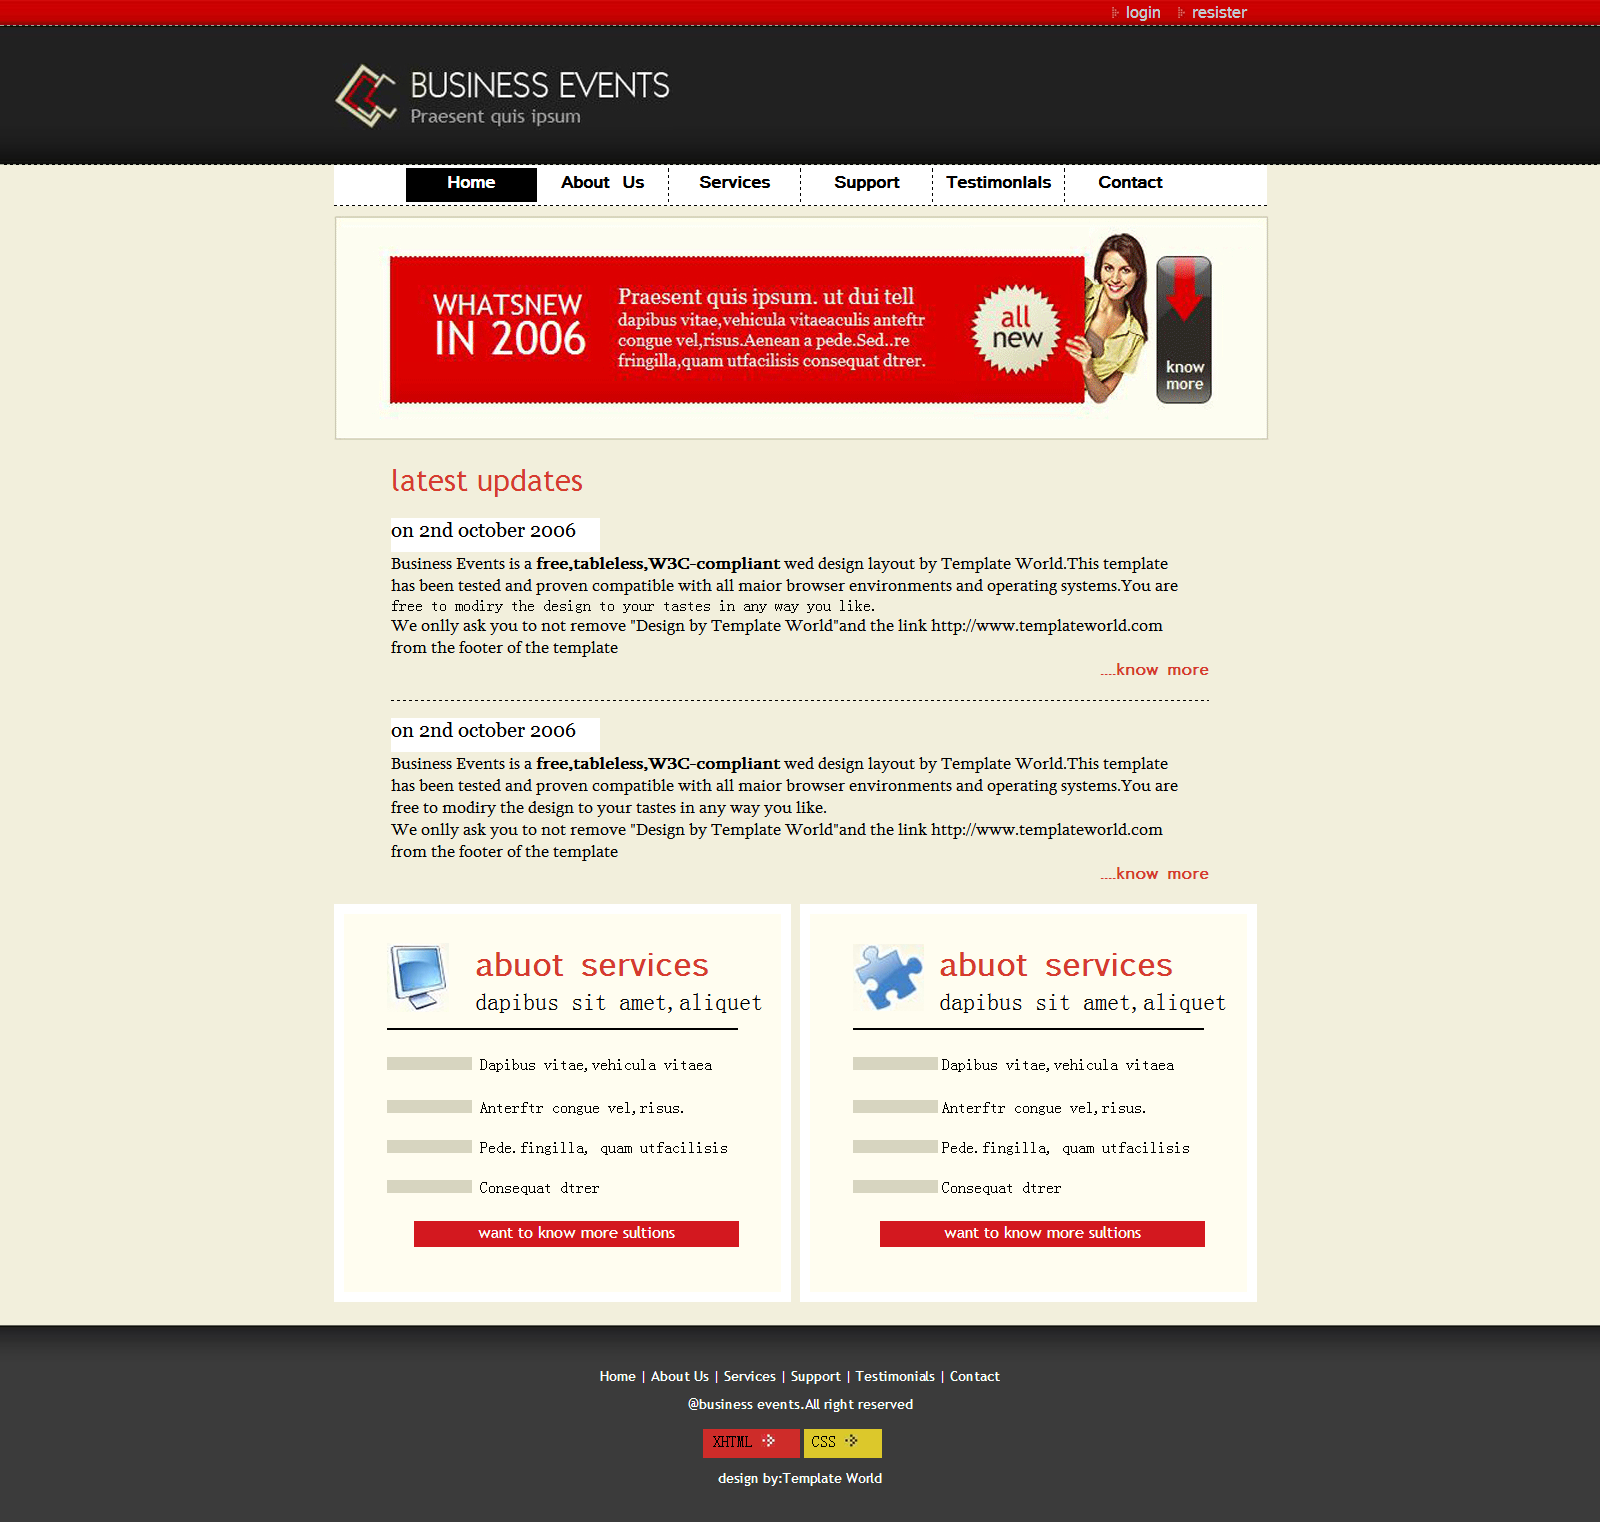 login resister
BUSINESS EVENTS
Praesent quis ipsum
Home About Us Services Support Testimonials Contact
WHATSNEW
IN 2006
Praesent quis ipsum. ut dui tell
dapibus vitae,vehicula vitaeaculis anteftr
congue vel,risus.Aenean a pede.Sed..re
fringilla,quam utfacilisis consequat dtrer.
all
new
know
more
latest updates
on 2nd october 2006
Business Events is a free,tableless,W3C-compliant wed design layout by Template World.This template
has been tested and proven compatible with all maior browser environments and operating systems.You are
free to modiry the design to your tastes in any way you like.
We onlly ask you to not remove "Design by Template World"and the link http://www.templateworld.com
from the footer of the template
....know more
on 2nd october 2006
Business Events is a free,tableless,W3C-compliant wed design layout by Template World.This template
has been tested and proven compatible with all maior browser environments and operating systems.You are
free to modiry the design to your tastes in any way you like.
We onlly ask you to not remove "Design by Template World"and the link http://www.templateworld.com
from the footer of the template
....know more
abuot services
dapibus sit amet,aliquet
Dapibus vitae,vehicula vitaea
Anterftr congue vel,risus.
Pede.fingilla, quam utfacilisis
Consequat dtrer
want to know more sultions
abuot services
dapibus sit amet,aliquet
Dapibus vitae,vehicula vitaea
Anterftr congue vel,risus.
Pede.fingilla, quam utfacilisis
Consequat dtrer
want to know more sultions
Home | About Us | Services | Support | Testimonials | Contact
@business events.All right reserved
XHTML CSS
design by:Template World